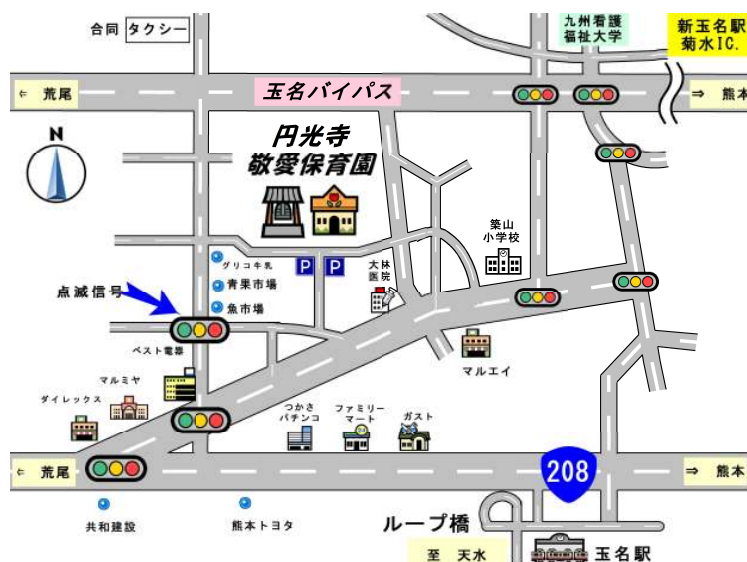 合同 タクシー
九州看護
福祉大学
新玉名駅
菊水IC.
⇐ 荒尾
玉名バイパス
⇒ 熊本
N
円光寺
敬愛保育園
築山
小学校
グリコ牛乳
P P
大林
医院
点滅信号
青果市場
魚市場
ベスト電器
マルエイ
マルミヤ
ダイレックス
つかさ
パチンコ
ファミリー
マート
ガスト
⇐ 荒尾
208
⇒ 熊本
共和建設
熊本トヨタ
ループ橋
至 天水
玉名駅